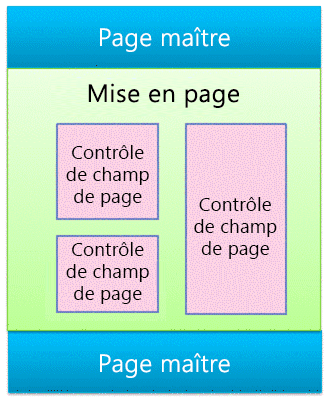 Page maître
Mise en page
Contrôle
de champ
de page
Contrôle
de champ
de page
Contrôle
de champ
de page
Page maître